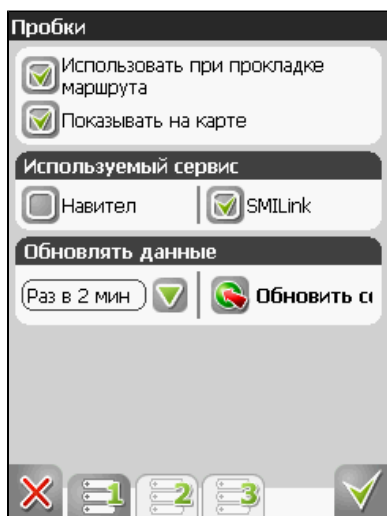 Пробки
Использовать при прокладке
маршрута
Показывать на карте
Используемый сервис
Навител SMILink
Обновлять данные
Раз в 2 мин Обновить
1 2 3